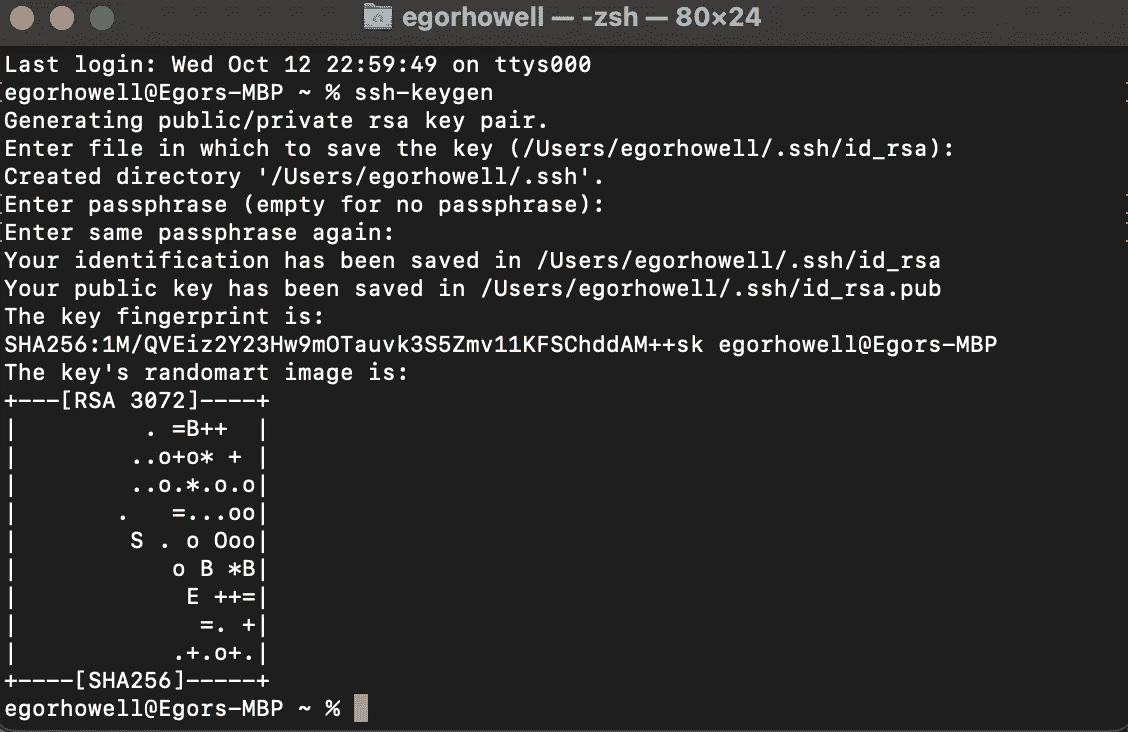 egorhowell — -zsh — 80×24
Last login: Wed Oct 12 22:59:49 on ttys000
egorhowell@Egors-MBP ~ % ssh-keygen
Generating public/private rsa key pair.
Enter file in which to save the key (/Users/egorhowell/.ssh/id_rsa):
Created directory '/Users/egorhowell/.ssh'.
Enter passphrase (empty for no passphrase):
Enter same passphrase again:
Your identification has been saved in /Users/egorhowell/.ssh/id_rsa
Your public key has been saved in /Users/egorhowell/.ssh/id_rsa.pub
The key fingerprint is:
SHA256:1M/QVEiz2Y23Hw9mOTauvk3S5Zmv11KFSChddAM++sk egorhowell@Egors-MBP
The key's randomart image is:
+---[RSA 3072]----+
|         . =B++  |
|        ..o+o* + |
|        ..o.*.o.o|
|       .   =...oo|
|        S . o Ooo|
|           o B *B|
|            E ++=|
|             =. +|
|           .+.o+.|
+----[SHA256]-----+
egorhowell@Egors-MBP ~ %